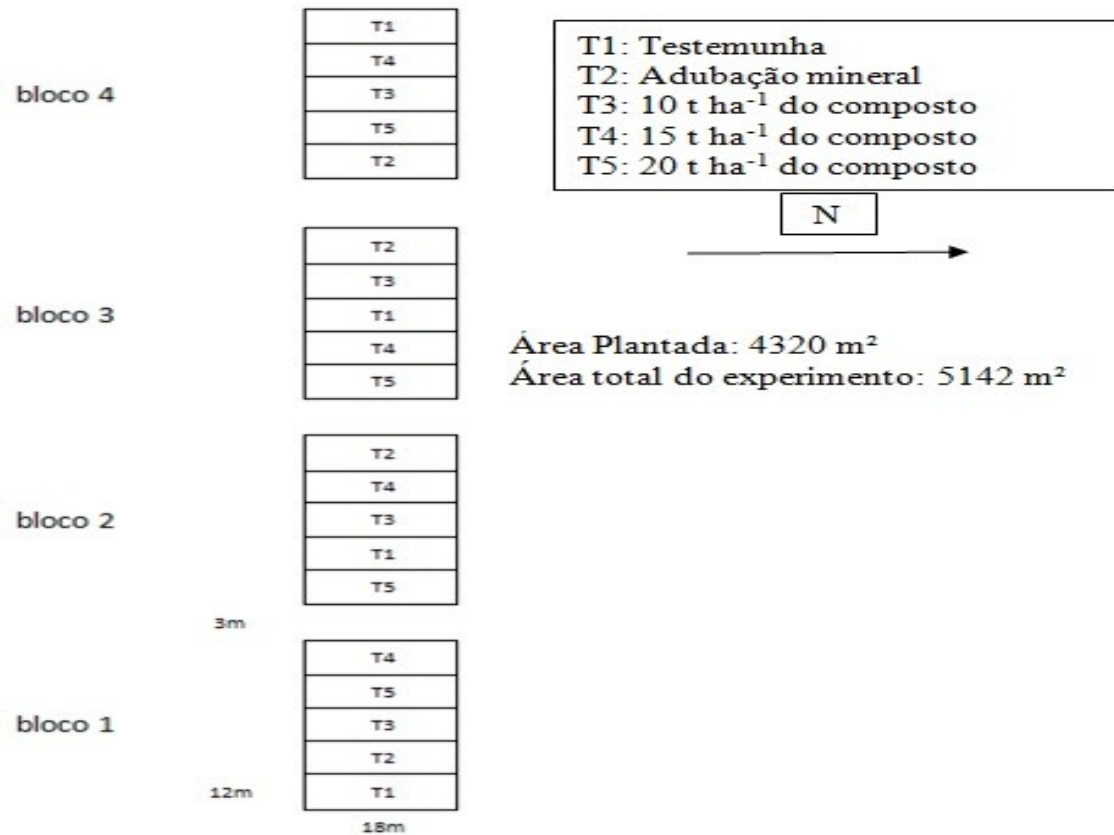 bloco 4
T1
T4
T3
T5
T2
T1: Testemunha
T2: Adubação mineral
T3: 10 t ha⁻¹ do composto
T4: 15 t ha⁻¹ do composto
T5: 20 t ha⁻¹ do composto
N
bloco 3
T2
T3
T1
T4
T5
Área Plantada: 4320 m²
Área total do experimento: 5142 m²
bloco 2
T2
T4
T3
T1
T5
3m
bloco 1
T4
T5
T3
T2
12m T1
18m